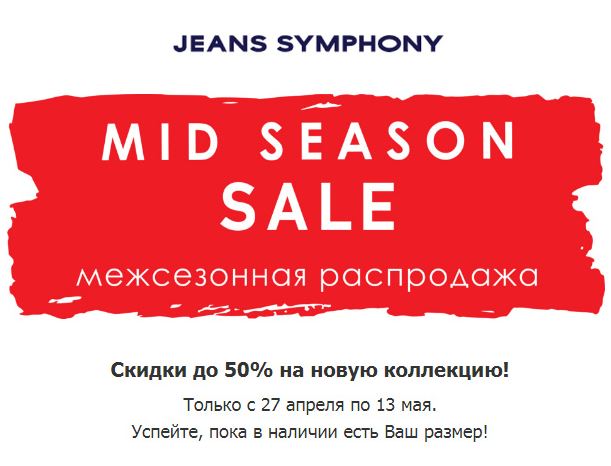 JEANS SYMPHONY
MID SEASON
SALE
межсезонная распродажа
Скидки до 50% на новую коллекцию!
Только с 27 апреля по 13 мая.
Успейте, пока в наличии есть Ваш размер!